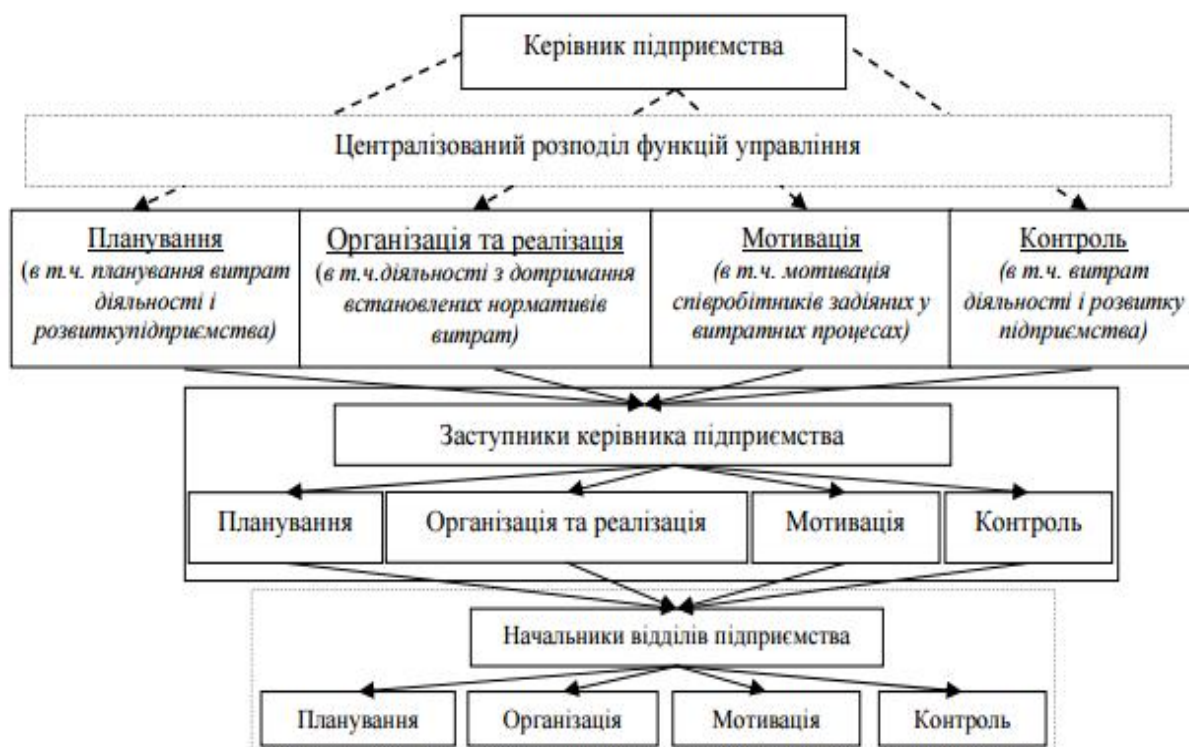 Керівник підприємства
Централізований розподіл функцій управління
Планування
(в т.ч. планування витрат
діяльності і
розвиткупідприємства)
Організація та реалізація
(в т.ч.діяльності з дотримання
встановлених нормативів
витрат)
Мотивація
(в т.ч. мотивація
співробітників задіяних у
витратних процесах)
Контроль
(в т.ч. витрат
діяльності і розвитку
підприємства)
Заступники керівника підприємства
Планування
Організація та реалізація
Мотивація
Контроль
Начальники відділів підприємства
Планування
Організація
Мотивація
Контроль